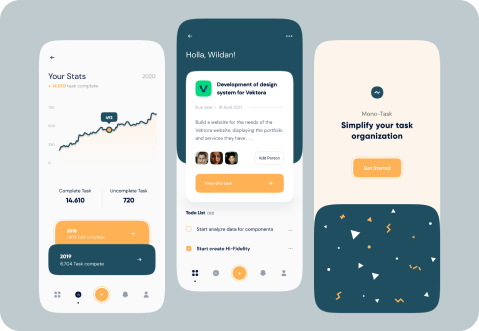 Your Stats
2020
+ 14,610 task complete
493
Complete Task
Uncomplete Task
14.610
720
2018
2019
6,704 Task compete
Holla, Wildan!
Development of design
system for Vektora
Build a website for the needs of the
Vektora website, displaying the portfolio
and services they have ....
Add Person
Todo List
Start analyze data for components
Start create Hi-Fidelity
Mono-Task
Simplify your task
organization
Get Started